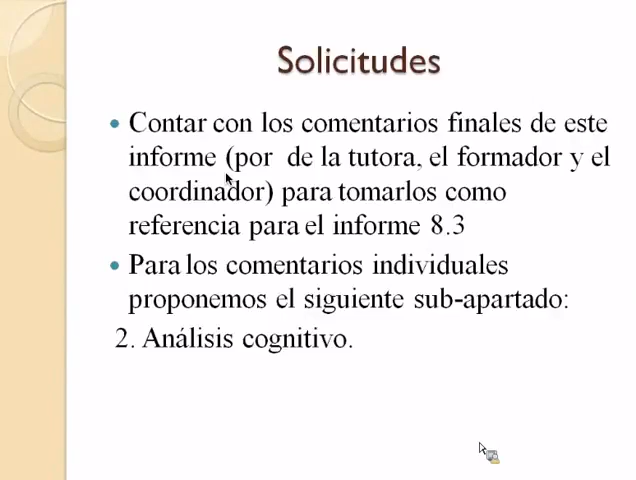 Solicitudes
• Contar con los comentarios finales de este
informe (por de la tutora, el formador y el
coordinador) para tomarlos como
referencia para el informe 8.3
• Para los comentarios individuales
proponemos el siguiente sub-apartado:
2. Análisis cognitivo.